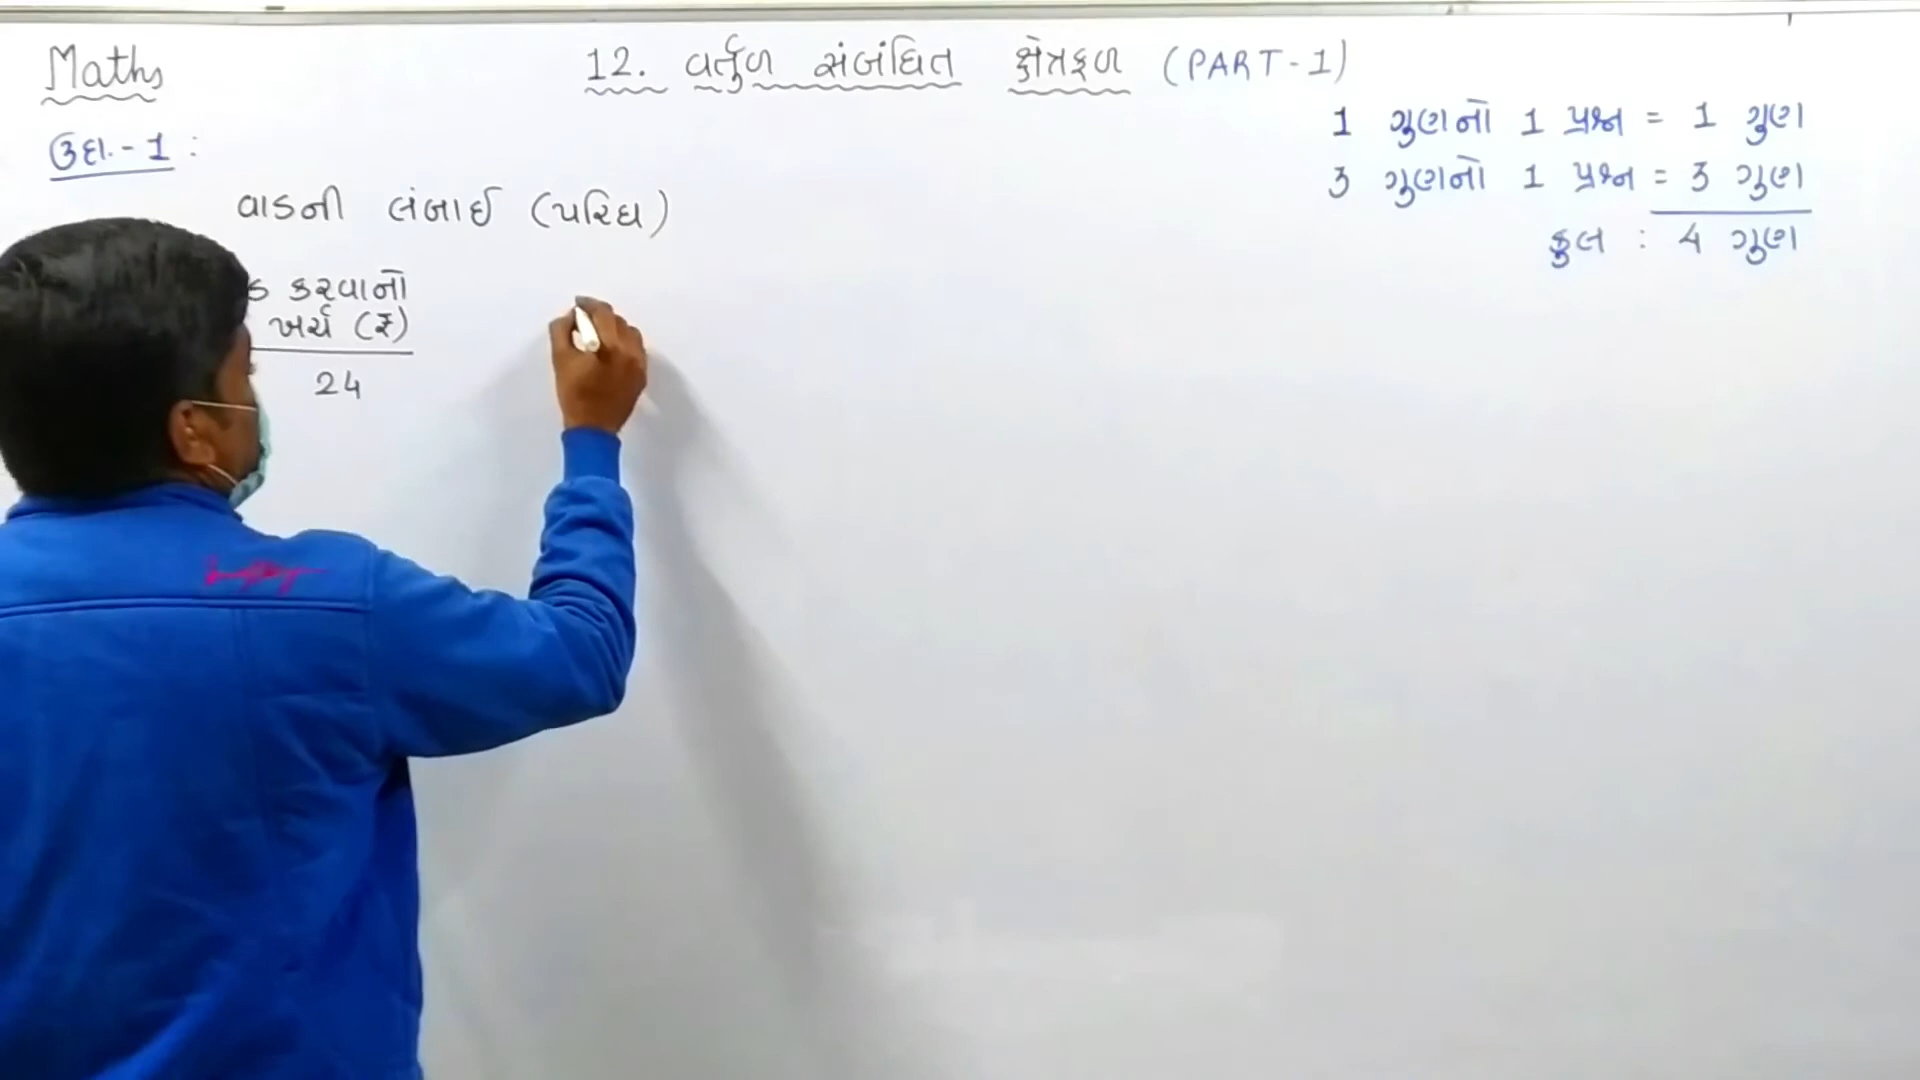 Maths
12. વર્તુળ સંબંધિત ક્ષેત્રફળ (PART-1)
1 ગુણનો 1 પ્રશ્ન = 1 ગુણ
3 ગુણનો 1 પ્રશ્ન = 3 ગુણ
કુલ : 4 ગુણ
ઉદા.-1 :
વાડની લંબાઈ (પરિઘ)
કરવાનો
ખર્ચ (₹)
24